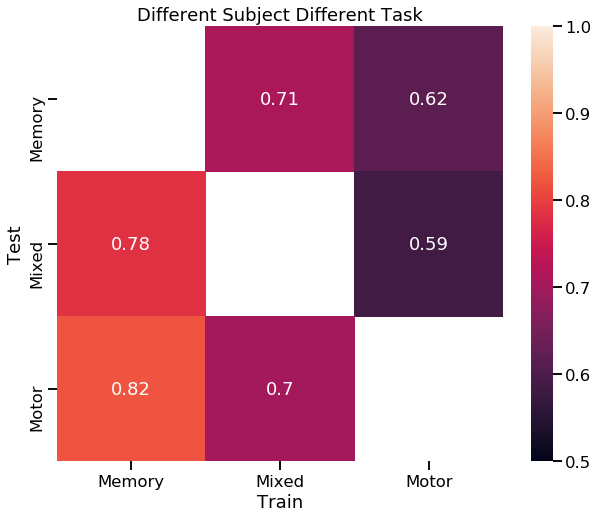 Different Subject Different Task
Test
Memory
Mixed
Motor
0.71
0.62
0.78
0.59
0.82
0.7
Memory
Mixed
Motor
Train
1.0
0.9
0.8
0.7
0.6
0.5